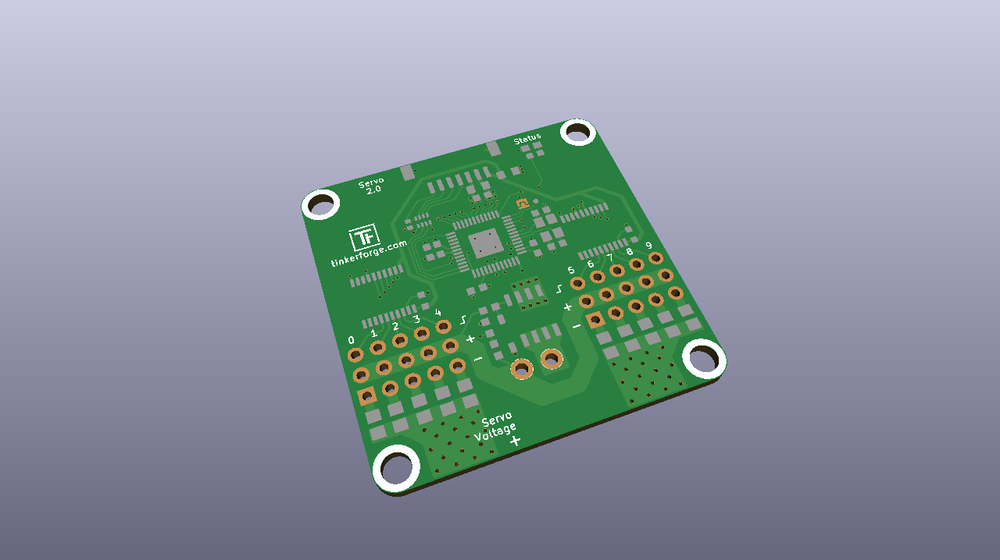 Status
Servo
2.0
TF
tinkerforge.com
0 1 2 3 4
5 6 7 8 9
+
-
+
-
Servo
Voltage
+